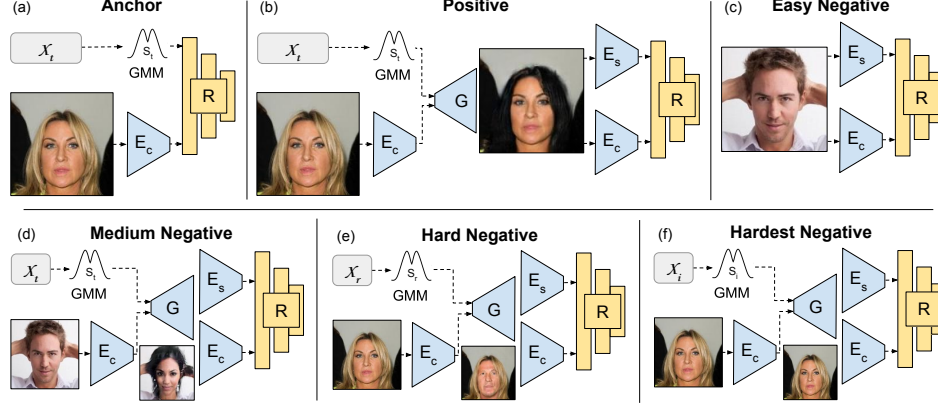 (a) Anchor
X_t
S_t
GMM
E_c
R
(b) Positive
X_t
S_t
GMM
E_c
G
E_s
E_c
R
(c) Easy Negative
E_s
E_c
R
(d) Medium Negative
X_t
S_t
GMM
E_c
G
E_s
E_c
R
(e) Hard Negative
X_r
S_r
GMM
E_c
G
E_s
E_c
R
(f) Hardest Negative
X_i
S_i
GMM
E_c
G
E_s
E_c
R